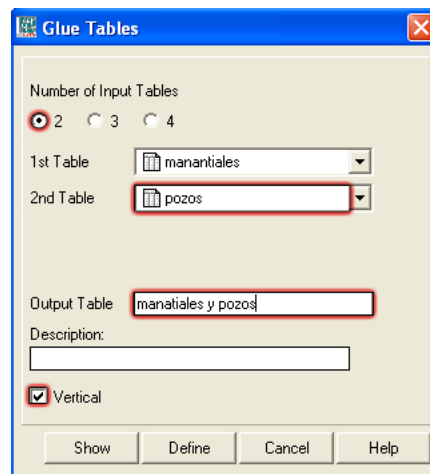 Glue Tables
Number of Input Tables
2 3 4
1st Table manantiales
2nd Table pozos
Output Table manatiales y pozos
Description:
Vertical
Show Define Cancel Help